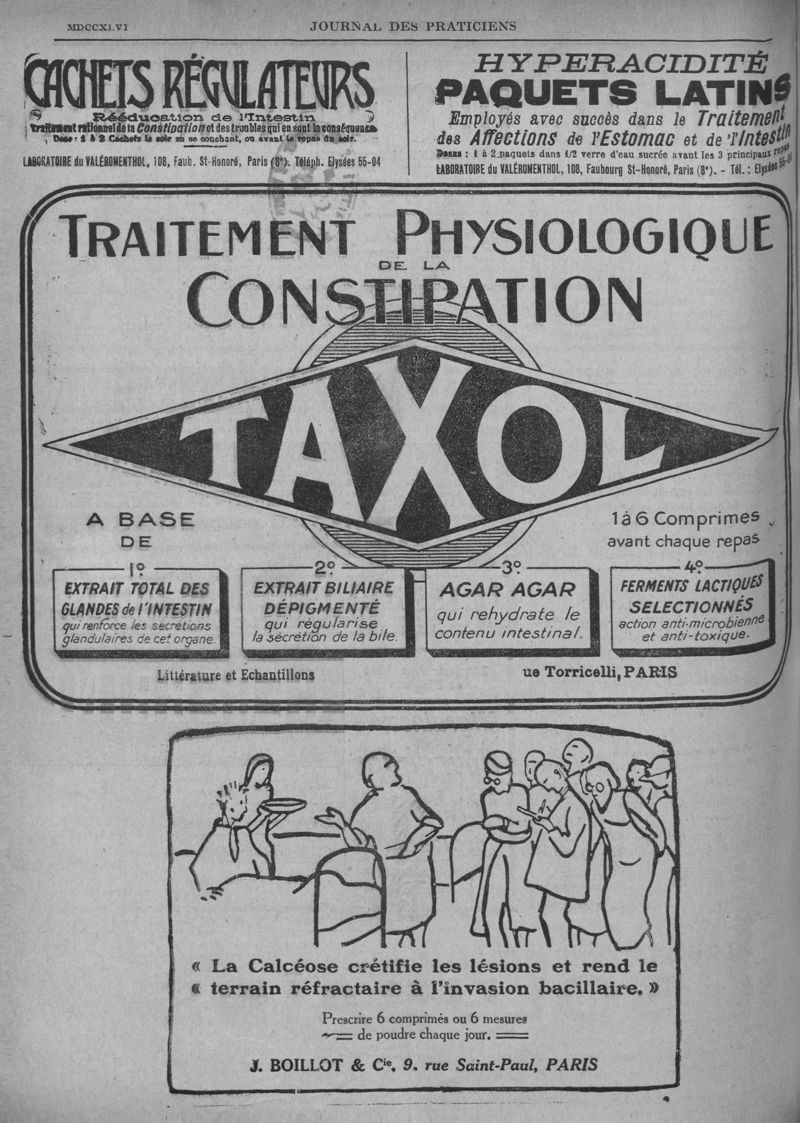 MDCCXLVI
JOURNAL DES PRATICIENS
CACHETS RÉGULATEURS
Rééducation de l'Intestin
traitement rationnel de la Constipation et des troubles qui en sont la conséquence
Dose : 1 à 2 Cachets le soir en se couchant, ou avant le repas du soir.
LABORATOIRE du VALÉROMENTHOL, 108, Faub. St-Honoré, Paris (8e). Téléph. Elysées 55-04
HYPERACIDITÉ
PAQUETS LATINS
Employés avec succès dans le Traitement
des Affections de l'Estomac et de l'Intestin
Doses : 1 à 2 paquets dans 1/2 verre d'eau sucrée avant les 3 principaux repas
LABORATOIRE du VALÉROMENTHOL, 108, Faubourg St-Honoré, Paris (8e). - Tél. : Elysées 55-04
TRAITEMENT PHYSIOLOGIQUE
DE LA
CONSTIPATION
TAXOL
A BASE
DE
1 à 6 Comprimes
avant chaque repas
1º
EXTRAIT TOTAL DES
GLANDES de l'INTESTIN
qui renforce les secrétions
glandulaires de cet organe.
2º
EXTRAIT BILIAIRE
DÉPIGMENTÉ
qui régularise
la sécrétion de la bile.
3º
AGAR AGAR
qui rehydrate le
contenu intestinal.
4º
FERMENTS LACTIQUES
SELECTIONNÉS
action anti-microbienne
et anti-toxique.
Littérature et Echantillons
ue Torricelli, PARIS
« La Calcéose crétifie les lésions et rend le
« terrain réfractaire à l'invasion bacillaire. »
Prescrire 6 comprimés ou 6 mesures
de poudre chaque jour.
J. BOILLOT & Cie, 9, rue Saint-Paul, PARIS